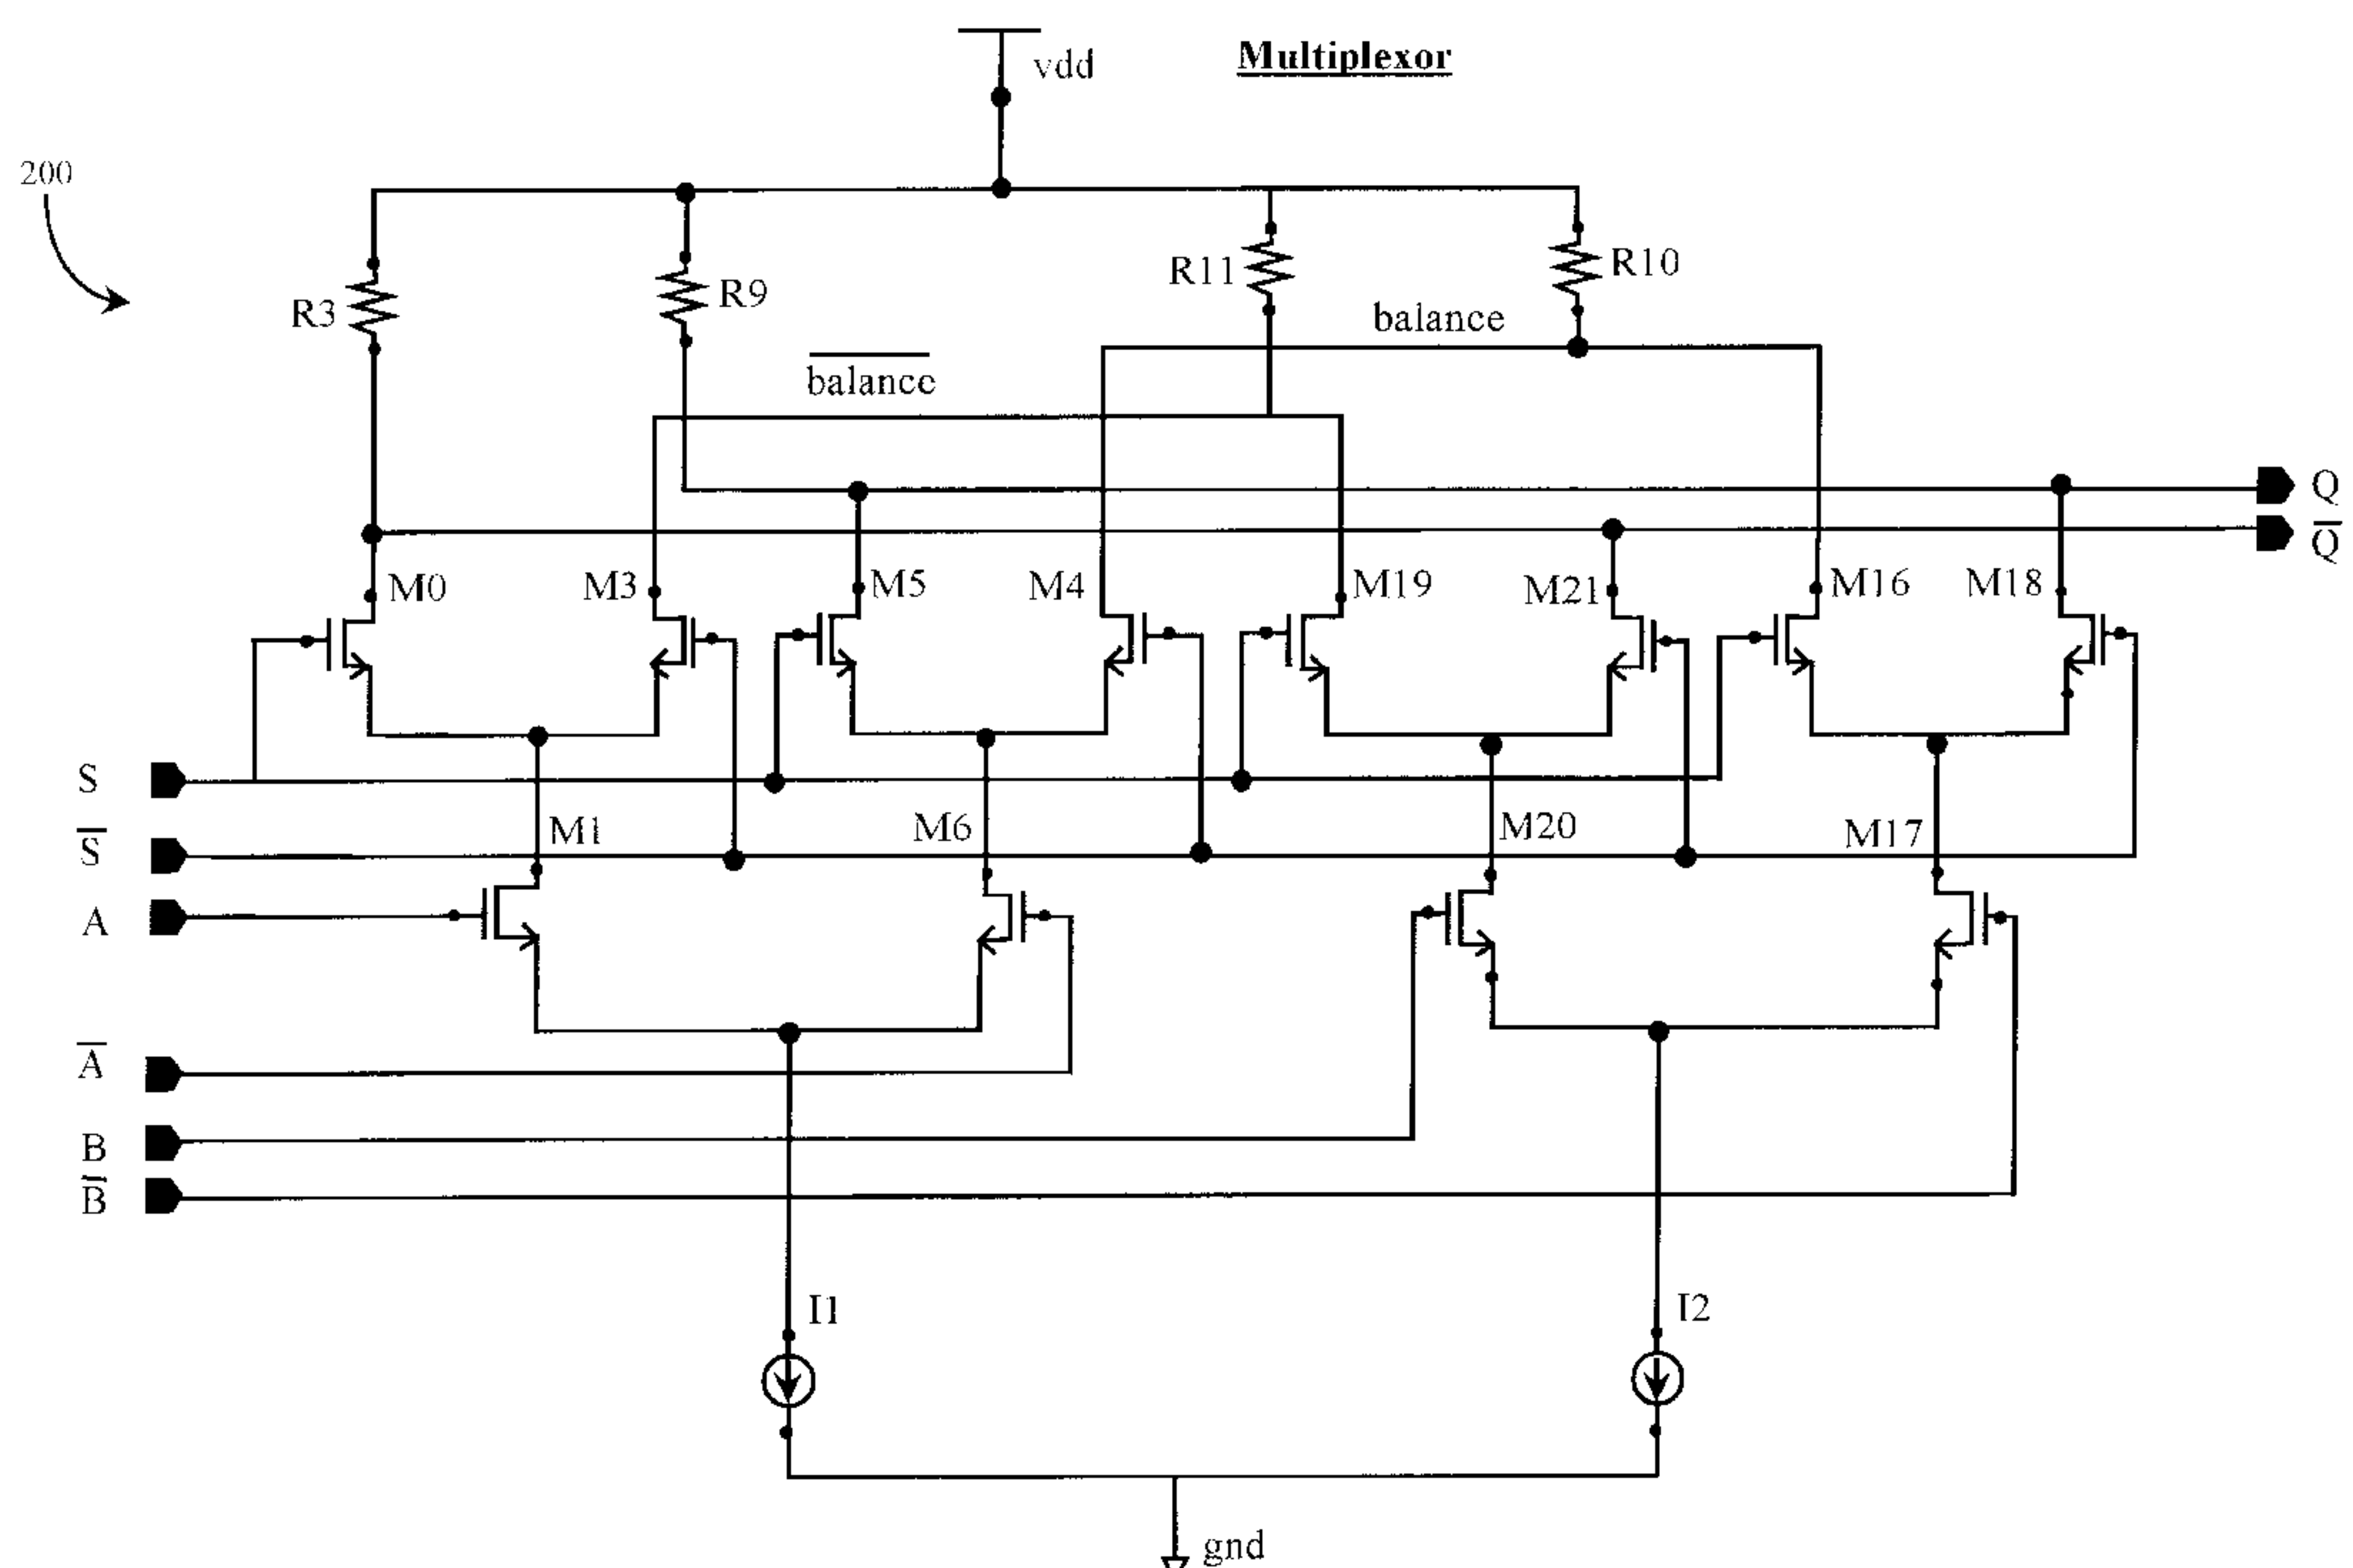 Multiplexor
vdd
200
R3
R9
R11
R10
balance
balance
Q
Q
M0
M3
M5
M4
M19
M21
M16
M18
S
S
M1
M6
M20
M17
A
A
B
B
I1
I2
gnd